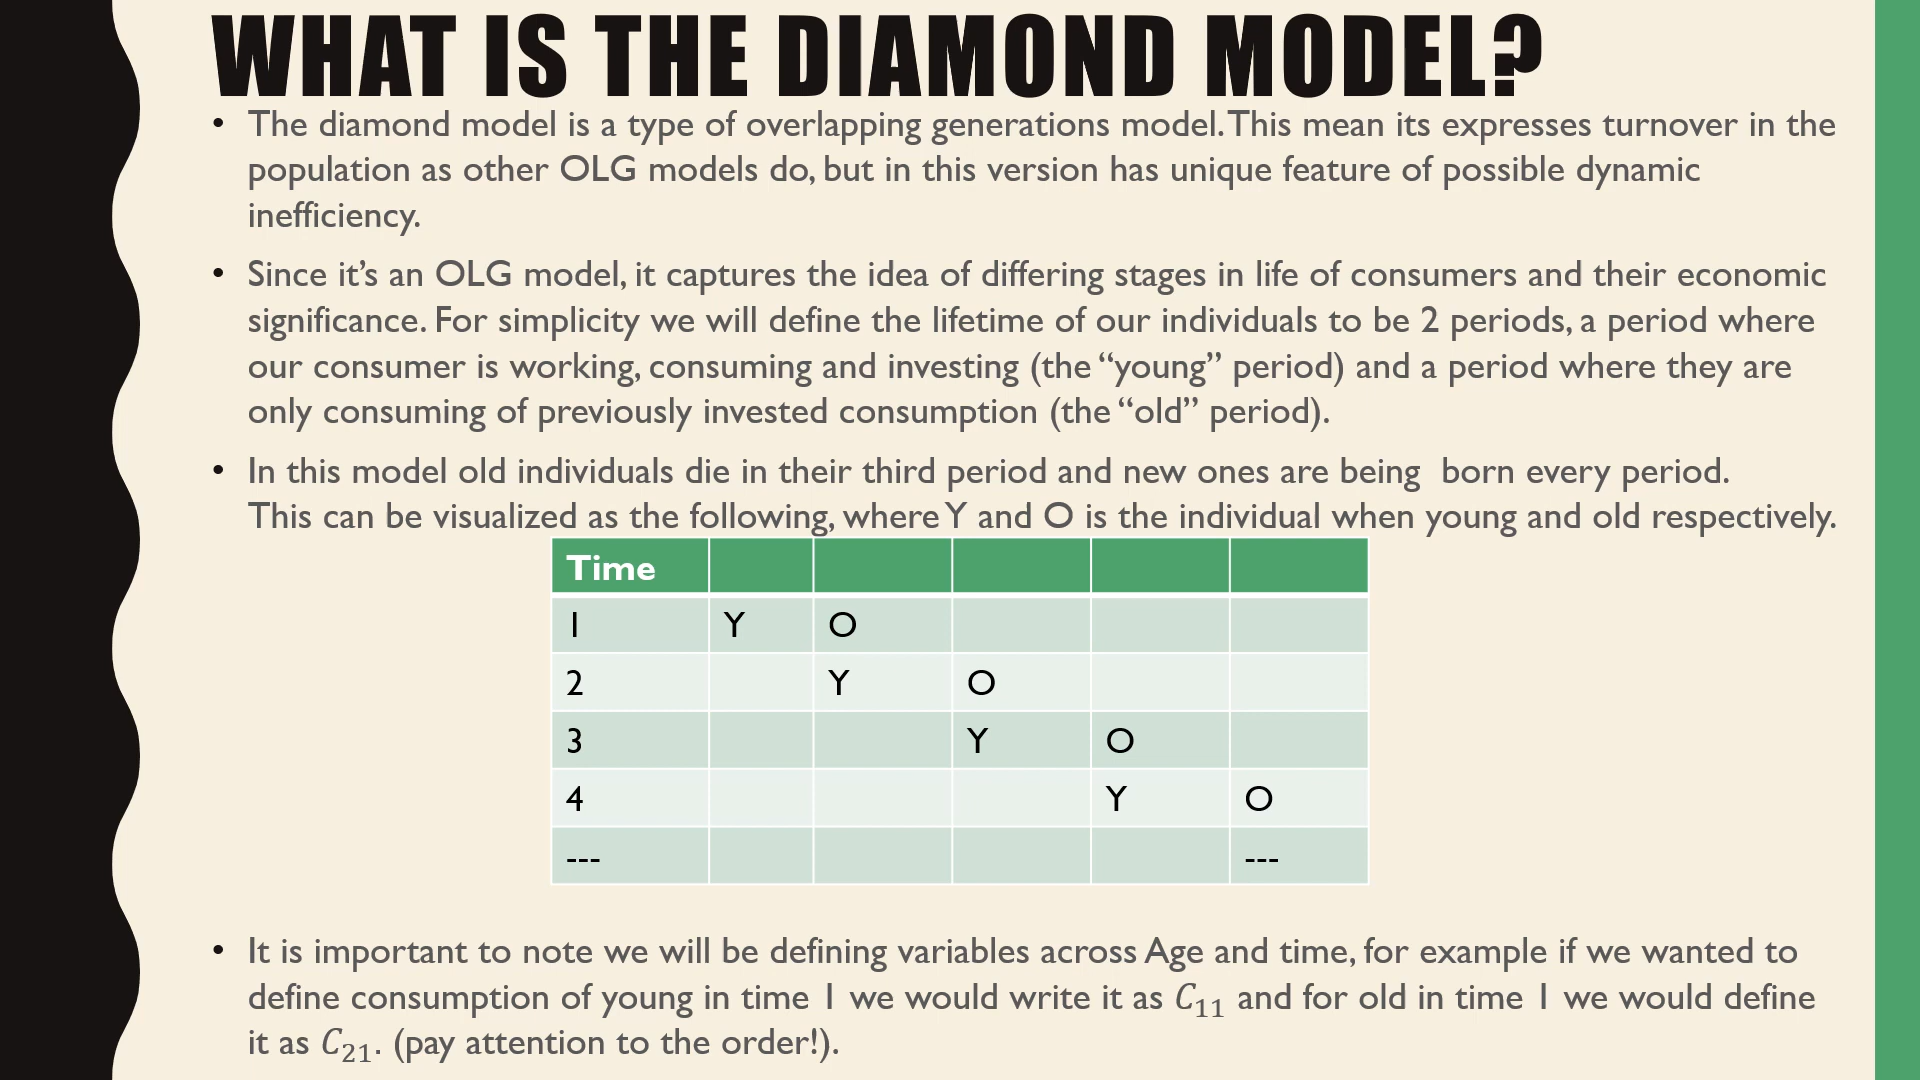 WHAT IS THE DIAMOND MODEL?
• The diamond model is a type of overlapping generations model. This mean its expresses turnover in the
population as other OLG models do, but in this version has unique feature of possible dynamic
inefficiency.
• Since it’s an OLG model, it captures the idea of differing stages in life of consumers and their economic
significance. For simplicity we will define the lifetime of our individuals to be 2 periods, a period where
our consumer is working, consuming and investing (the “young” period) and a period where they are
only consuming of previously invested consumption (the “old” period).
• In this model old individuals die in their third period and new ones are being  born every period.
This can be visualized as the following, where Y and O is the individual when young and old respectively.
Time
1 Y O
2 Y O
3 Y O
4 Y O
--- ---
• It is important to note we will be defining variables across Age and time, for example if we wanted to
define consumption of young in time 1 we would write it as C₁₁ and for old in time 1 we would define
it as C₂₁. (pay attention to the order!).